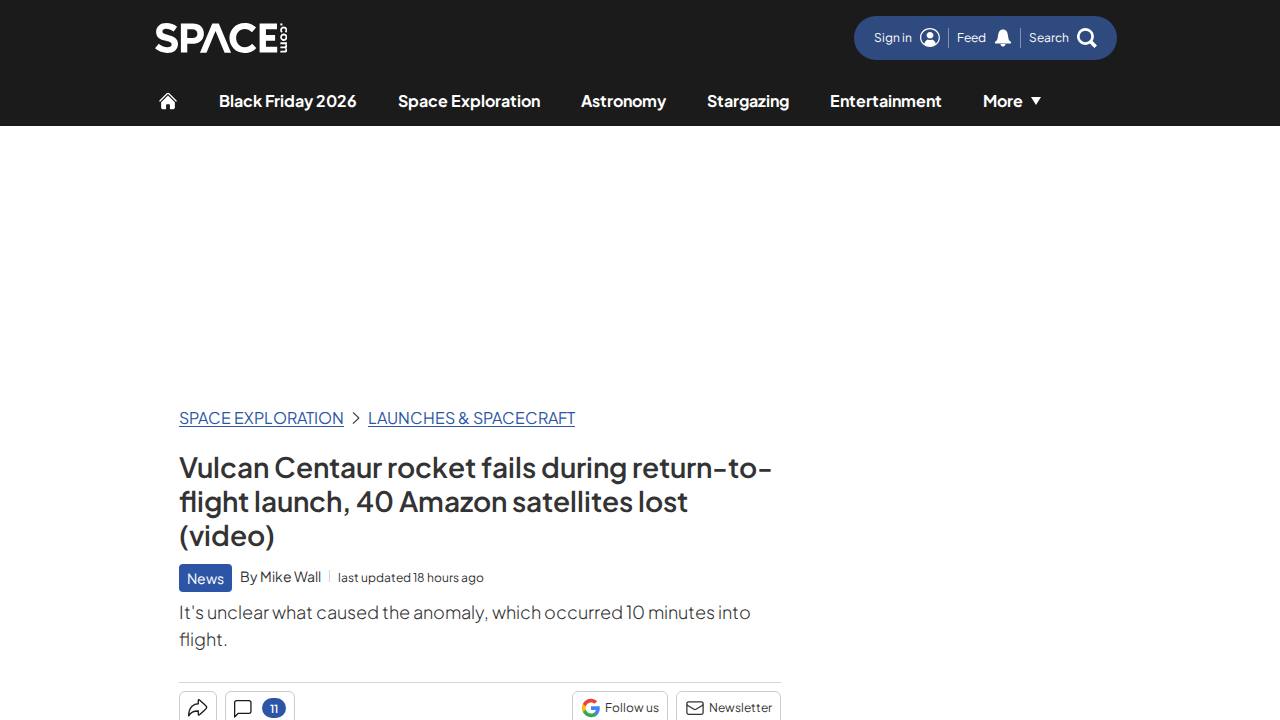 SPACE.com
Sign in
Feed
Search
Black Friday 2026
Space Exploration
Astronomy
Stargazing
Entertainment
More
SPACE EXPLORATION
LAUNCHES & SPACECRAFT
Vulcan Centaur rocket fails during return-to-
flight launch, 40 Amazon satellites lost
(video)
News
By Mike Wall
last updated 18 hours ago
It's unclear what caused the anomaly, which occurred 10 minutes into
flight.
11
Follow us
Newsletter